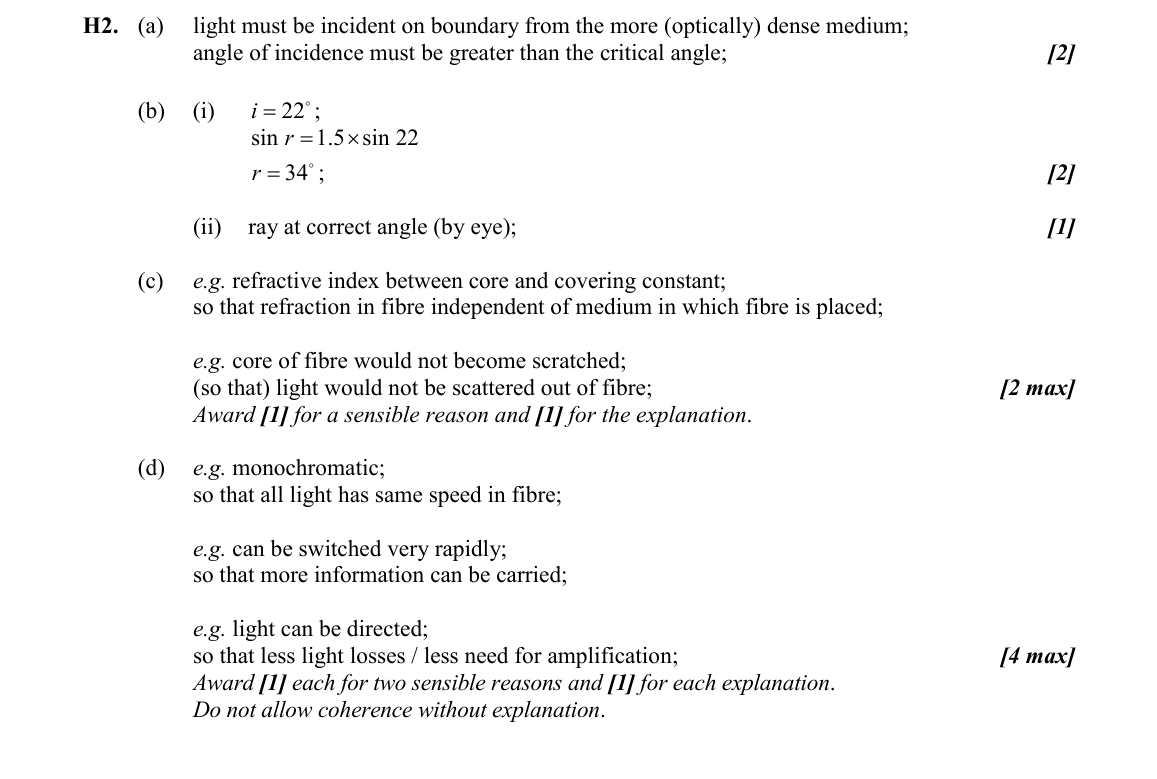 H2. (a) light must be incident on boundary from the more (optically) dense medium;
angle of incidence must be greater than the critical angle; [2]
(b) (i) i = 22°;
sin r = 1.5 × sin 22
r = 34°; [2]
(ii) ray at correct angle (by eye); [1]
(c) e.g. refractive index between core and covering constant;
so that refraction in fibre independent of medium in which fibre is placed;
e.g. core of fibre would not become scratched;
(so that) light would not be scattered out of fibre; [2 max]
Award [1] for a sensible reason and [1] for the explanation.
(d) e.g. monochromatic;
so that all light has same speed in fibre;
e.g. can be switched very rapidly;
so that more information can be carried;
e.g. light can be directed;
so that less light losses / less need for amplification; [4 max]
Award [1] each for two sensible reasons and [1] for each explanation.
Do not allow coherence without explanation.